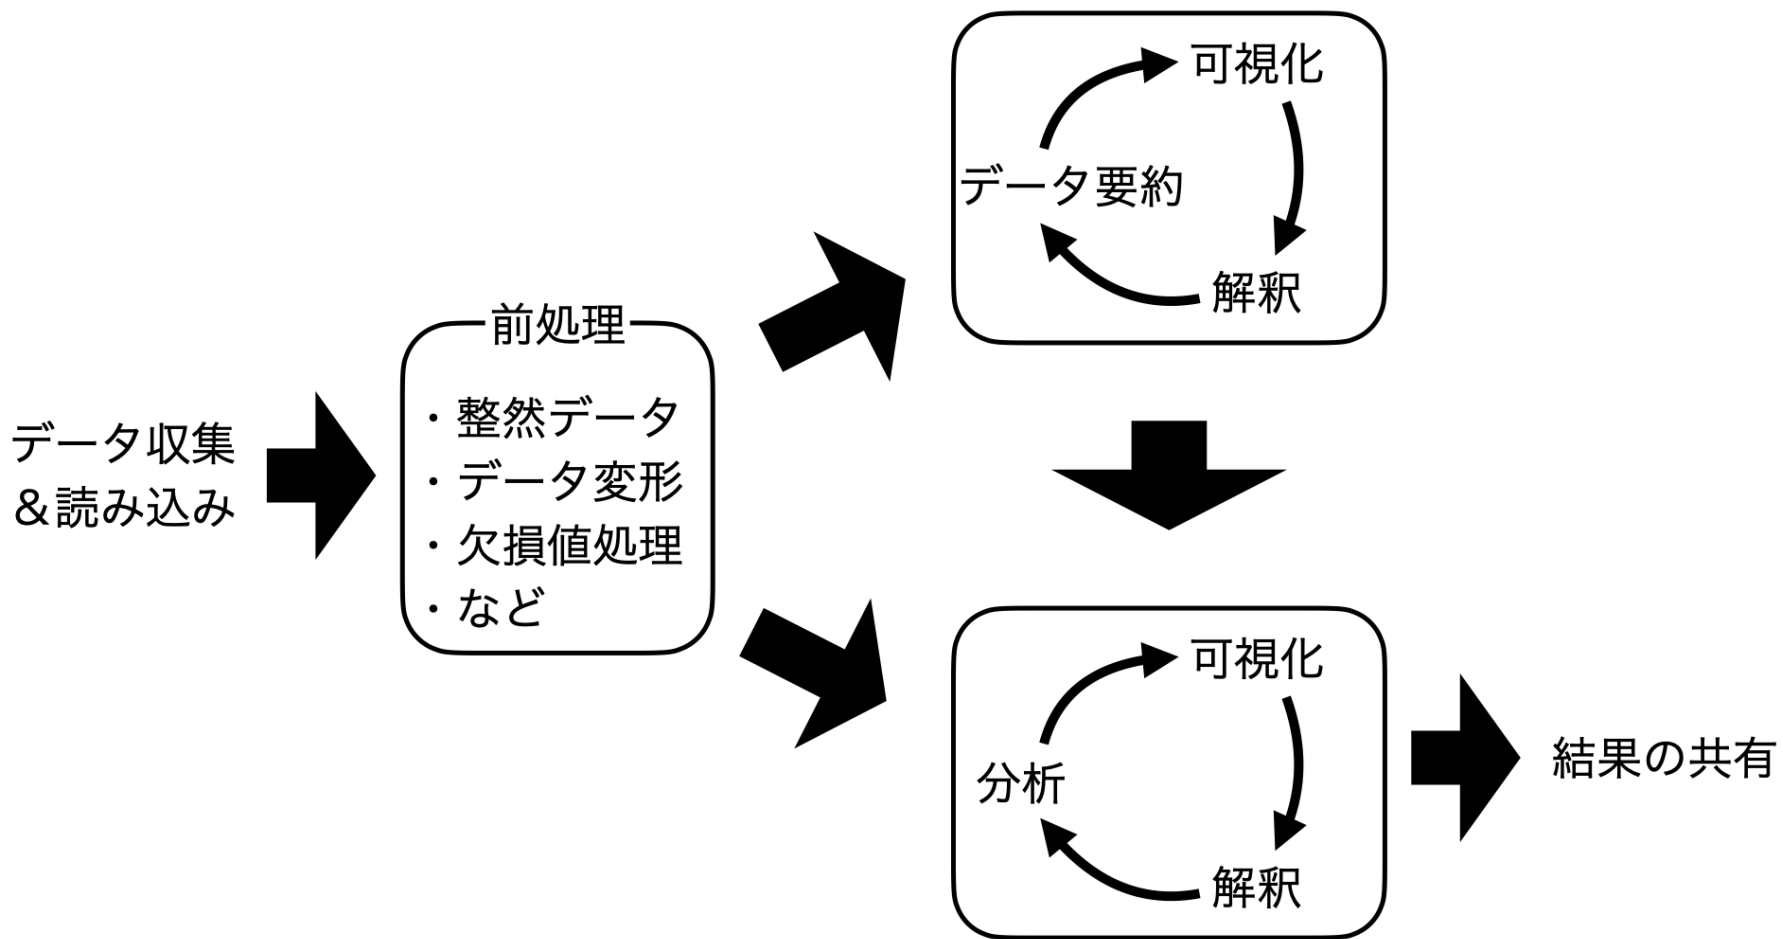 データ収集
＆読み込み
前処理
・整然データ
・データ変形
・欠損値処理
・など
可視化
データ要約
解釈
可視化
分析
解釈
結果の共有